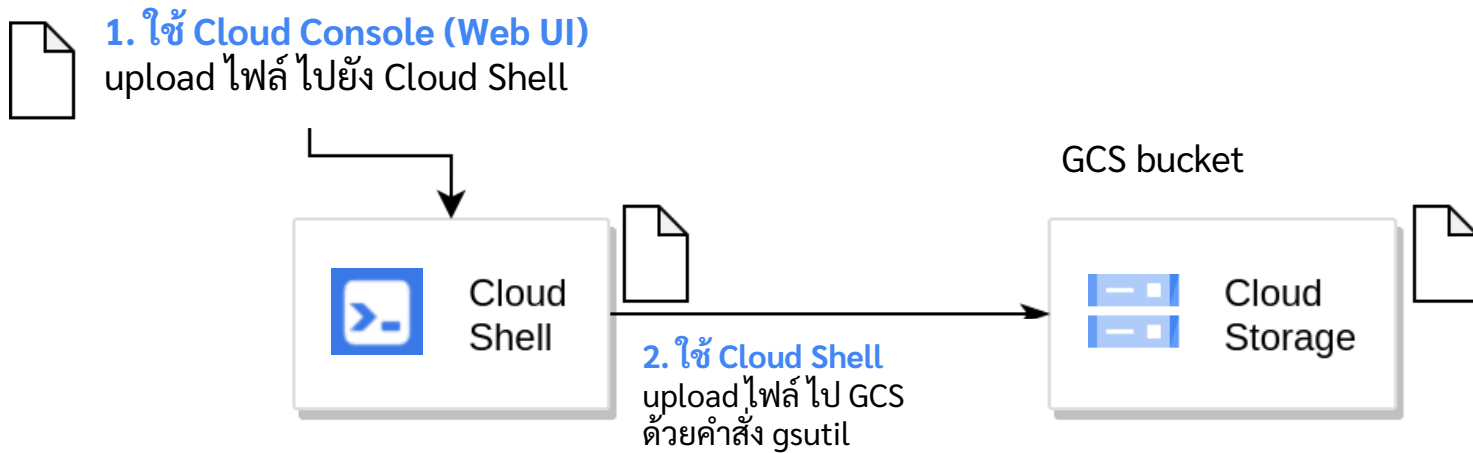 1. ใช้ Cloud Console (Web UI)
upload ไฟล์ ไปยัง Cloud Shell
GCS bucket
Cloud
Shell
2. ใช้ Cloud Shell
upload ไฟล์ ไป GCS
ด้วยคำสั่ง gsutil
Cloud
Storage